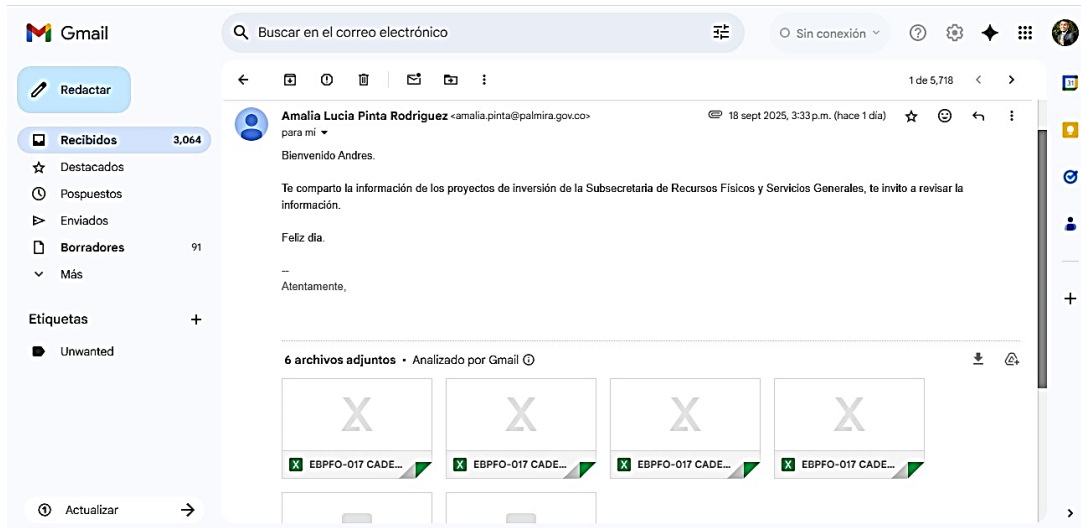 Gmail
Buscar en el correo electrónico
Sin conexión
Redactar
1 de 5,718
Recibidos 3,064
Destacados
Pospuestos
Enviados
Borradores 91
Más
Etiquetas
Unwanted
Actualizar
Amalia Lucia Pinta Rodriguez <amalia.pinta@palmira.gov.co>
18 sept 2025, 3:33 p.m. (hace 1 día)
para mí
Bienvenido Andres.
Te comparto la información de los proyectos de inversión de la Subsecretaria de Recursos Físicos y Servicios Generales, te invito a revisar la
información.
Feliz dia.
--
Atentamente,
6 archivos adjuntos • Analizado por Gmail
X X X X
X EBPFO-017 CADE... X EBPFO-017 CADE... X EBPFO-017 CADE... X EBPFO-017 CADE...
31